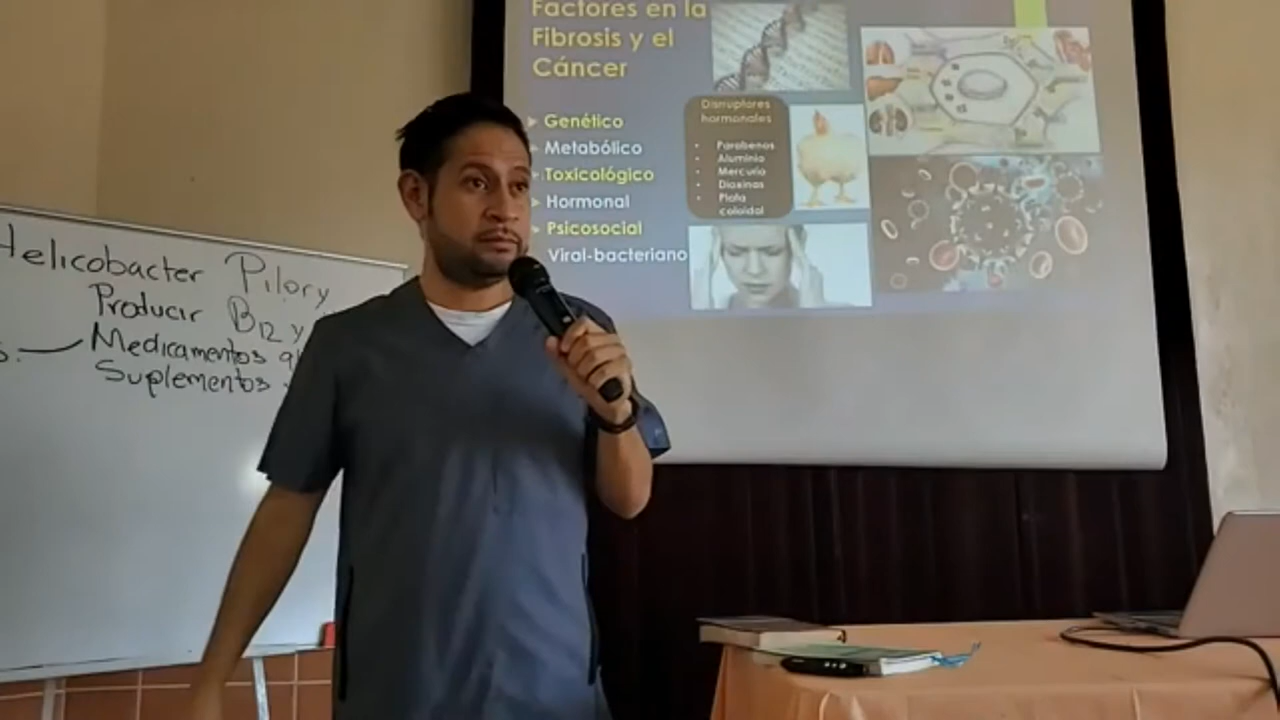 Helicobacter Pilory
Producir B12 y
Medicamentos
Suplementos
Factores en la
Fibrosis y el
Cáncer
Genético
Metabólico
Toxicológico
Hormonal
Psicosocial
Viral-bacteriano
Disruptores
hormonales
Parabenos
Aluminio
Mercurio
Dioxinas
Plata
coloidal